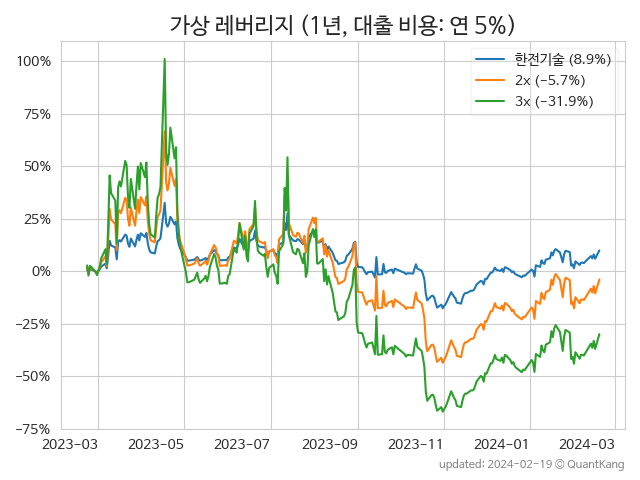 가상 레버리지 (1년, 대출 비용: 연 5%)
한전기술 (8.9%)
2x (−5.7%)
3x (−31.9%)
100%
75%
50%
25%
0%
−25%
−50%
−75%
2023-03 2023-05 2023-07 2023-09 2023-11 2024-01 2024-03
updated: 2024-02-19 © QuantKang